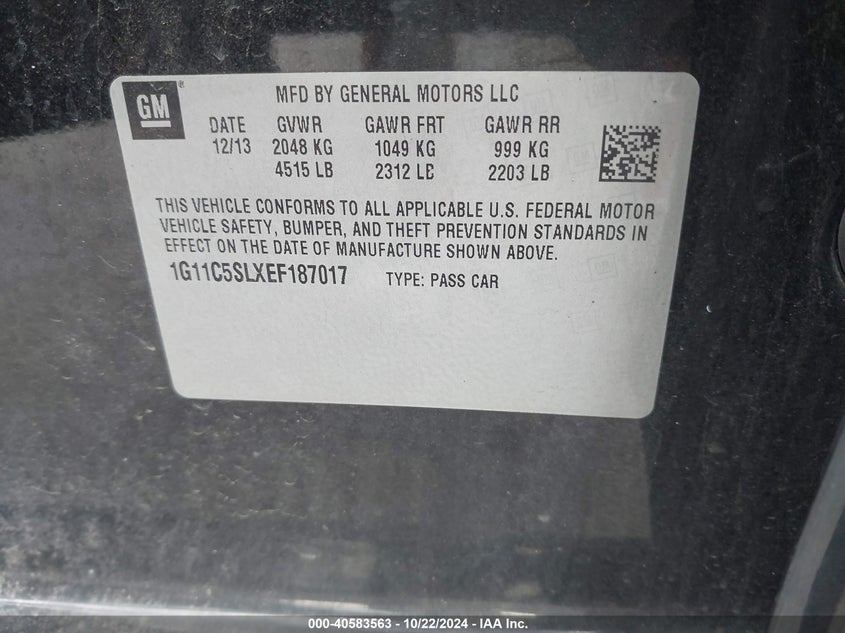 GM®
MFD BY GENERAL MOTORS LLC
DATE GVWR GAWR FRT GAWR RR
12/13 2048 KG 1049 KG 999 KG
4515 LB 2312 LB 2203 LB
THIS VEHICLE CONFORMS TO ALL APPLICABLE U.S. FEDERAL MOTOR
VEHICLE SAFETY, BUMPER, AND THEFT PREVENTION STANDARDS IN
EFFECT ON THE DATE OF MANUFACTURE SHOWN ABOVE.
1G11C5SLXEF187017 TYPE: PASS CAR
000-40583563 - 10/22/2024 - IAA Inc.